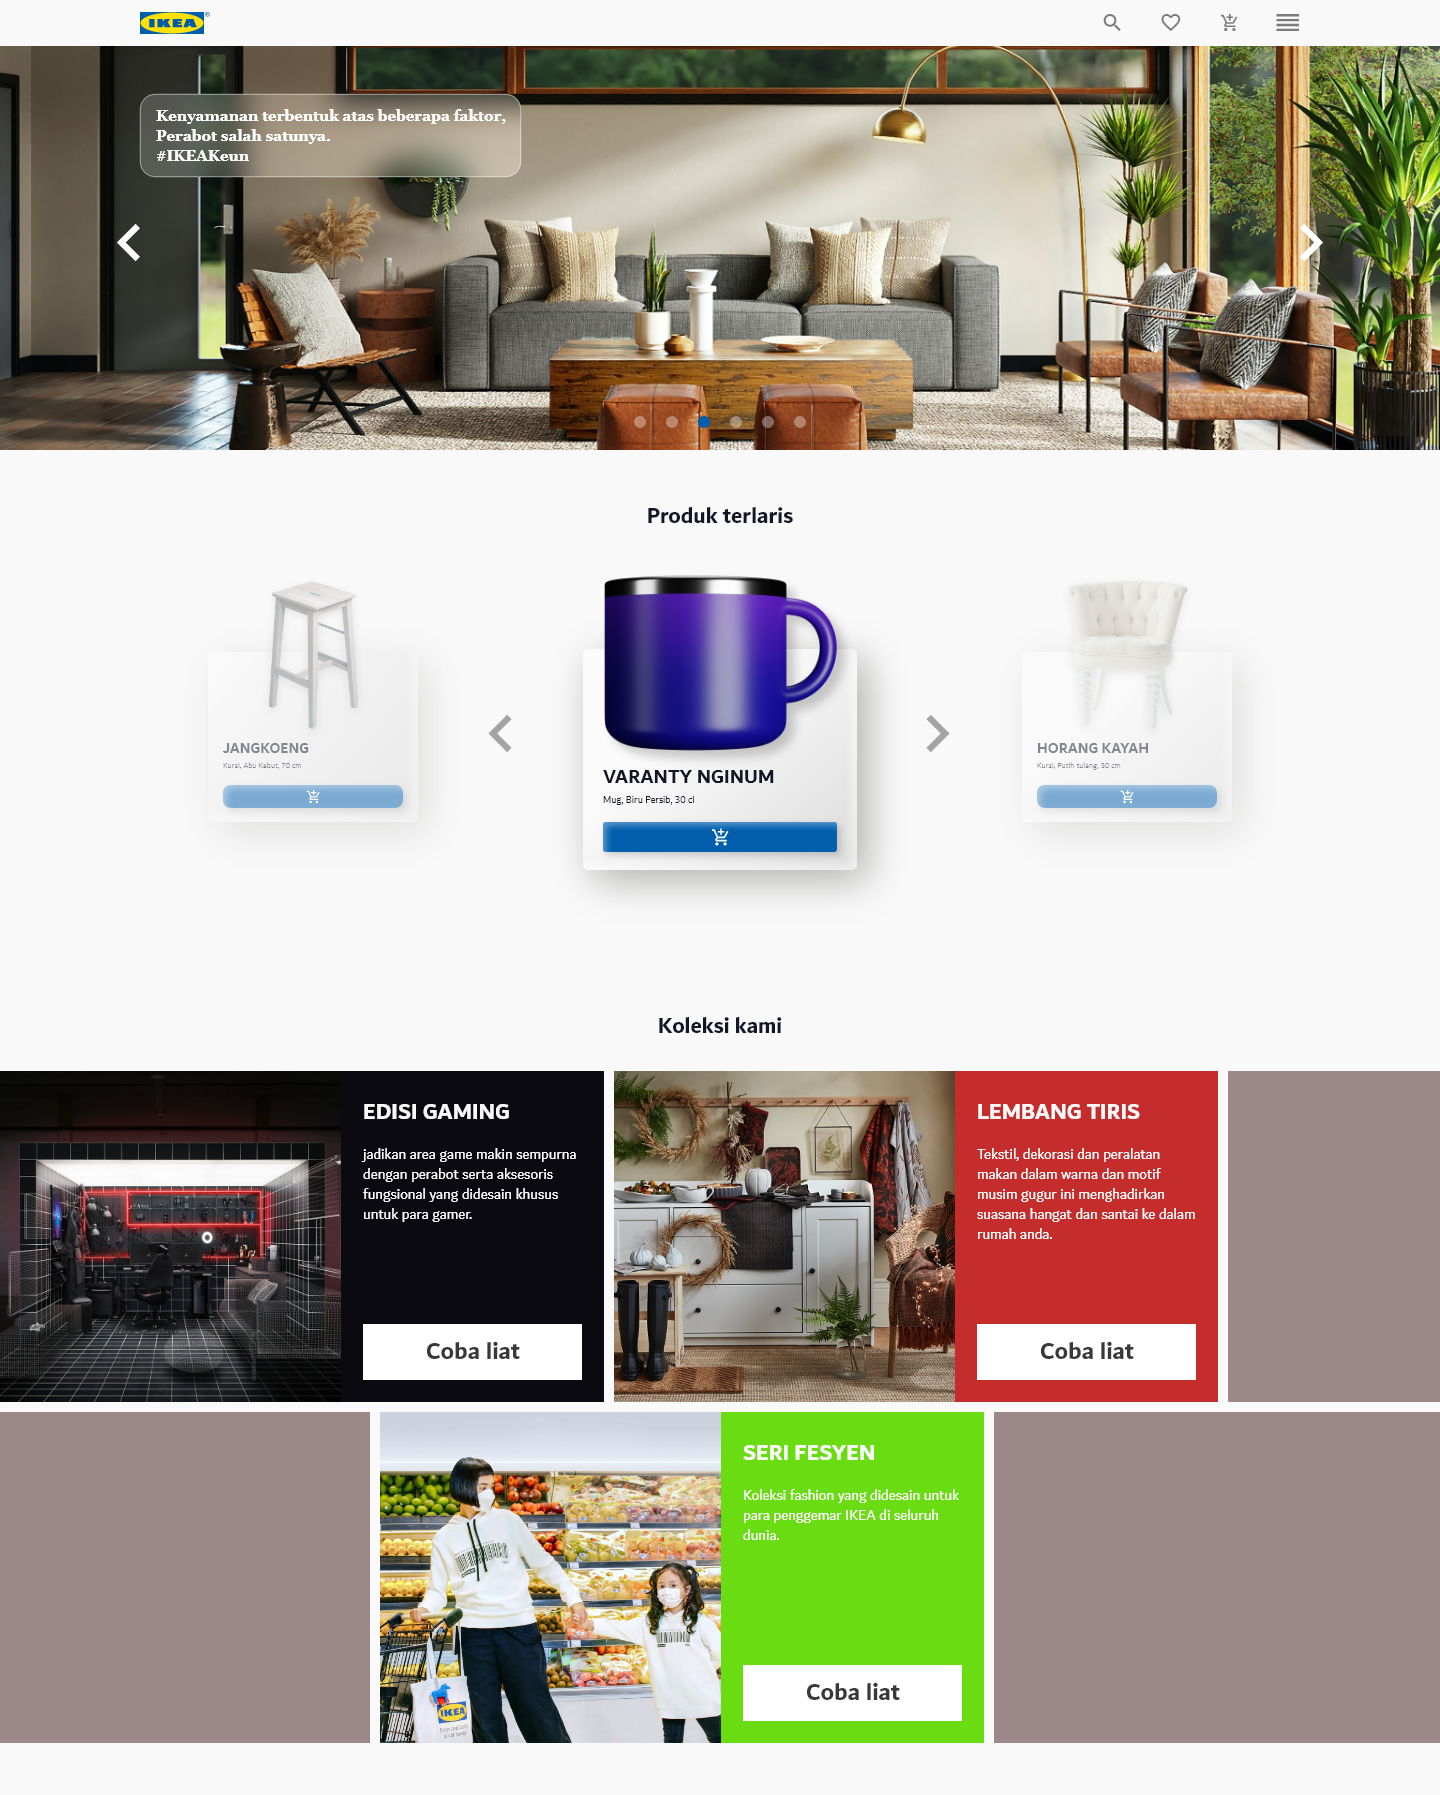 IKEA
Kenyamanan terbentuk atas beberapa faktor,
Perabot salah satunya.
#IKEAKeun
Produk terlaris
JANGKOENG
Kursi, Abu Kabut, 70 cm
VARANTY NGINUM
Mug, Biru Persib, 30 cl
HORANG KAYAH
Kursi, Putih tulang, 50 cm
Koleksi kami
EDISI GAMING
jadikan area game makin sempurna
dengan perabot serta aksesoris
fungsional yang didesain khusus
untuk para gamer.
Coba liat
LEMBANG TIRIS
Tekstil, dekorasi dan peralatan
makan dalam warna dan motif
musim gugur ini menghadirkan
suasana hangat dan santai ke dalam
rumah anda.
Coba liat
SERI FESYEN
Koleksi fashion yang didesain untuk
para penggemar IKEA di seluruh
dunia.
Coba liat
IKEA